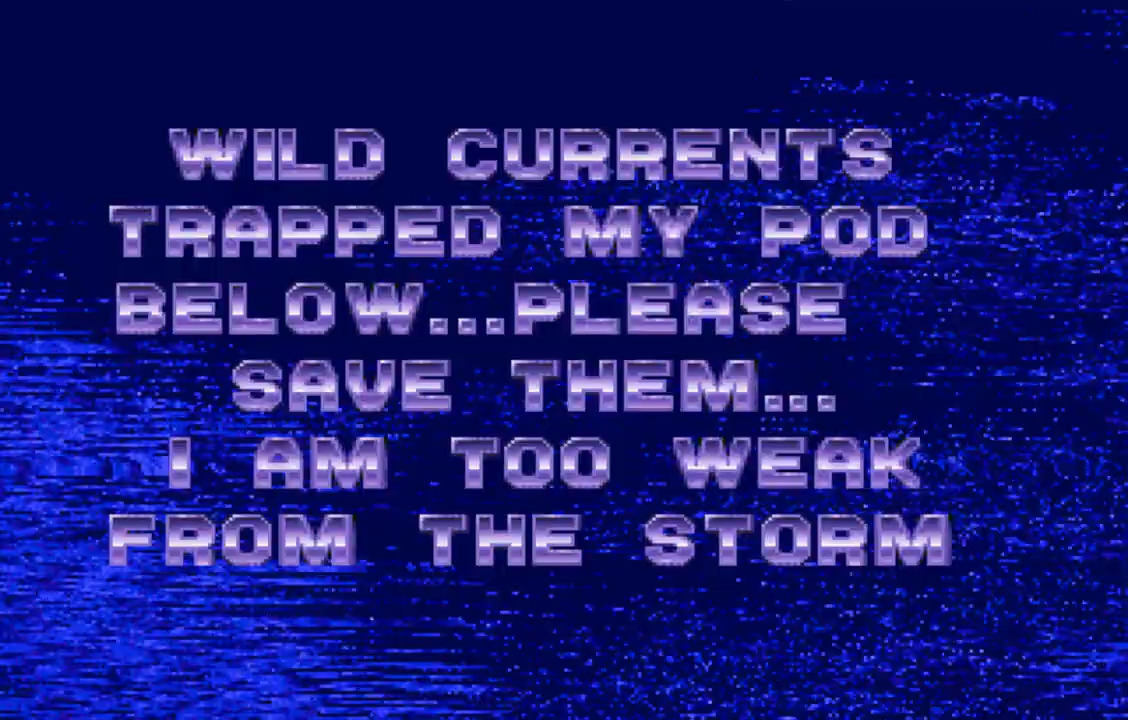 WILD CURRENTS
TRAPPED MY POD
BELOW...PLEASE
SAVE THEM...
I AM TOO WEAK
FROM THE STORM